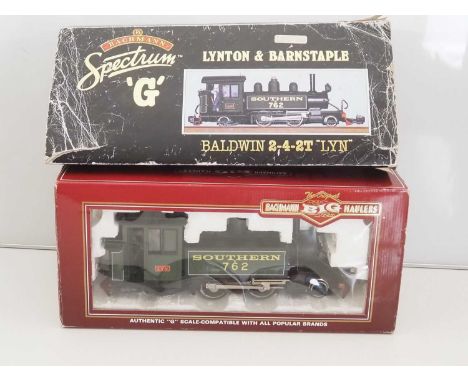 BACHMANN
Spectrum
'G'
LYNTON & BARNSTAPLE
SOUTHERN
762
BALDWIN 2-4-2T "LYN"
BACHMANN BIG HAULERS
SOUTHERN
762
AUTHENTIC "G" SCALE-COMPATIBLE WITH ALL POPULAR BRANDS